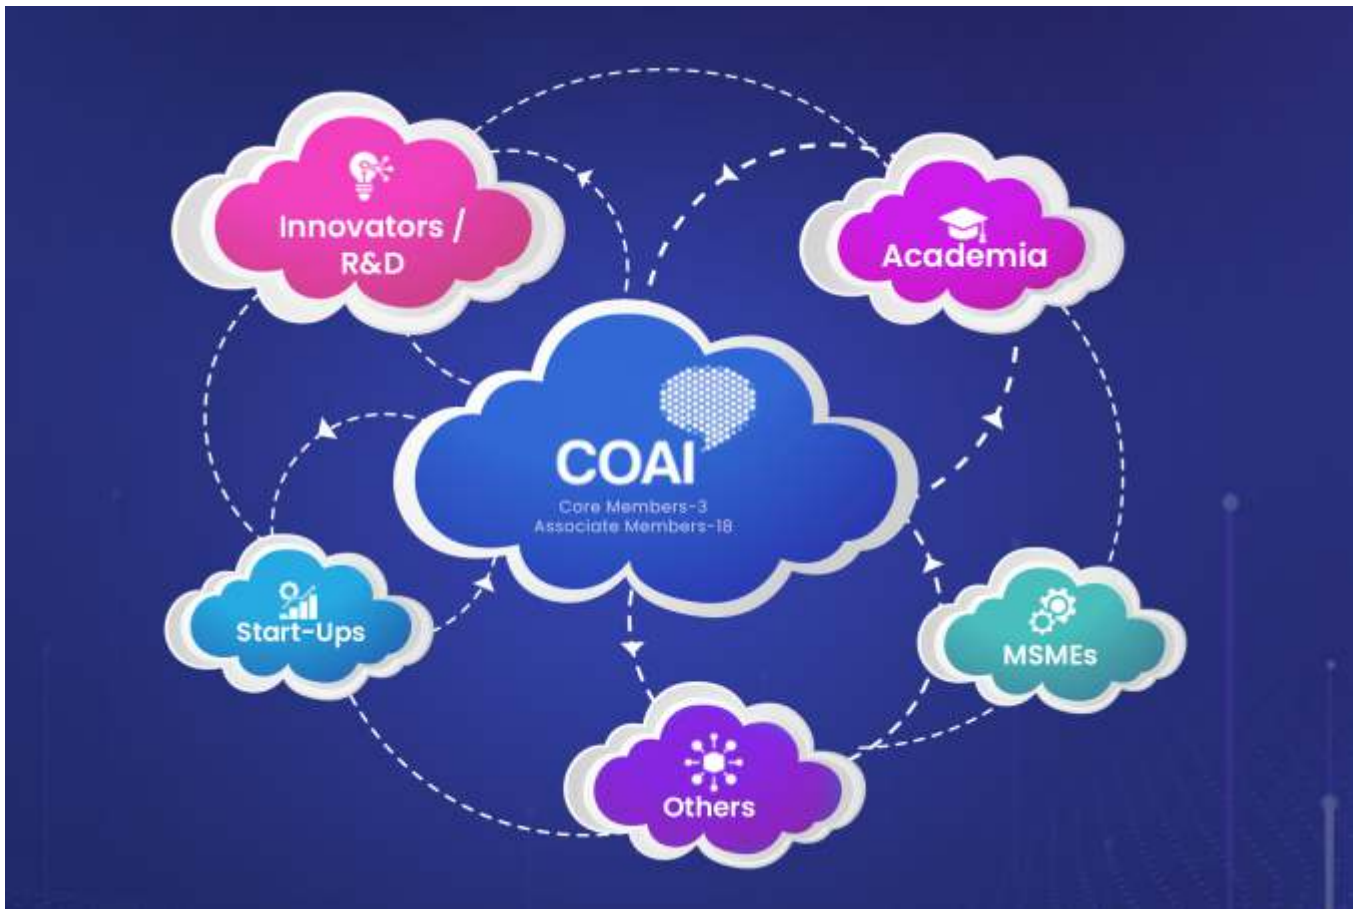 Innovators /
R&D
Academia
COAI
Core Members-3
Associate Members-18
Start-Ups
MSMEs
Others